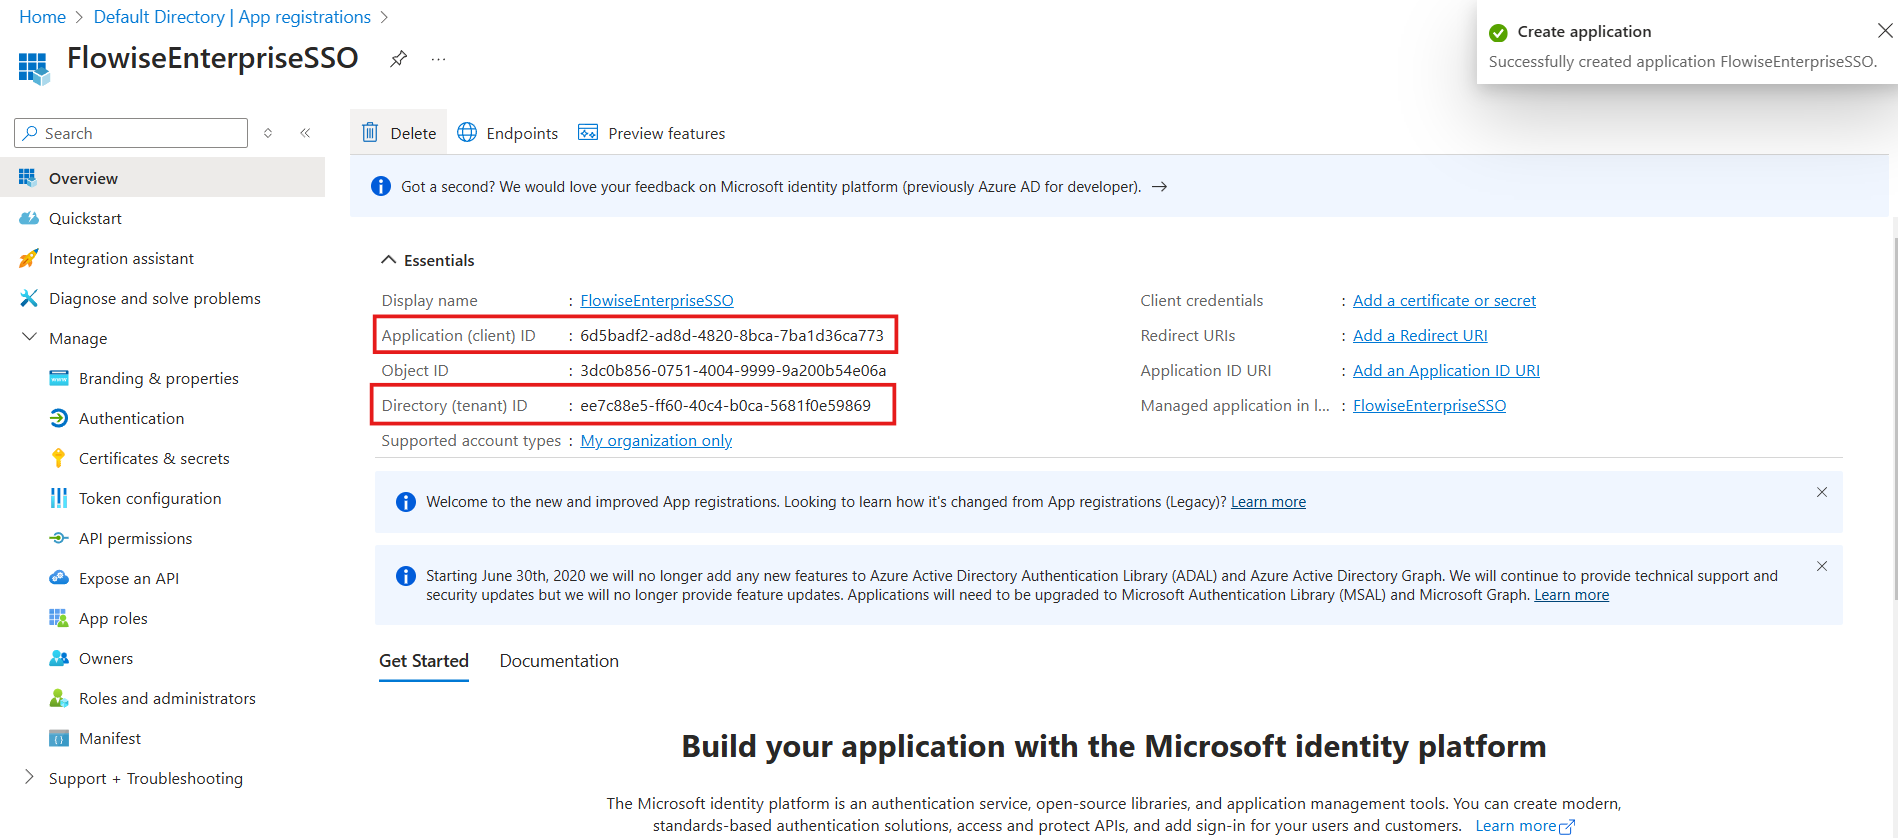 Home > Default Directory | App registrations >
FlowiseEnterpriseSSO
...
Create application
Successfully created application FlowiseEnterpriseSSO.
Search
Overview
Quickstart
Integration assistant
Diagnose and solve problems
Manage
Branding & properties
Authentication
Certificates & secrets
Token configuration
API permissions
Expose an API
App roles
Owners
Roles and administrators
Manifest
Support + Troubleshooting
Delete Endpoints Preview features
Got a second? We would love your feedback on Microsoft identity platform (previously Azure AD for developer). →
Essentials
Display name : FlowiseEnterpriseSSO
Application (client) ID : 6d5badf2-ad8d-4820-8bca-7ba1d36ca773
Object ID : 3dc0b856-0751-4004-9999-9a200b54e06a
Directory (tenant) ID : ee7c88e5-ff60-40c4-b0ca-5681f0e59869
Supported account types : My organization only
Client credentials : Add a certificate or secret
Redirect URIs : Add a Redirect URI
Application ID URI : Add an Application ID URI
Managed application in l... : FlowiseEnterpriseSSO
Welcome to the new and improved App registrations. Looking to learn how it's changed from App registrations (Legacy)? Learn more
Starting June 30th, 2020 we will no longer add any new features to Azure Active Directory Authentication Library (ADAL) and Azure Active Directory Graph. We will continue to provide technical support and
security updates but we will no longer provide feature updates. Applications will need to be upgraded to Microsoft Authentication Library (MSAL) and Microsoft Graph. Learn more
Get Started Documentation
Build your application with the Microsoft identity platform
The Microsoft identity platform is an authentication service, open-source libraries, and application management tools. You can create modern,
standards-based authentication solutions, access and protect APIs, and add sign-in for your users and customers. Learn more